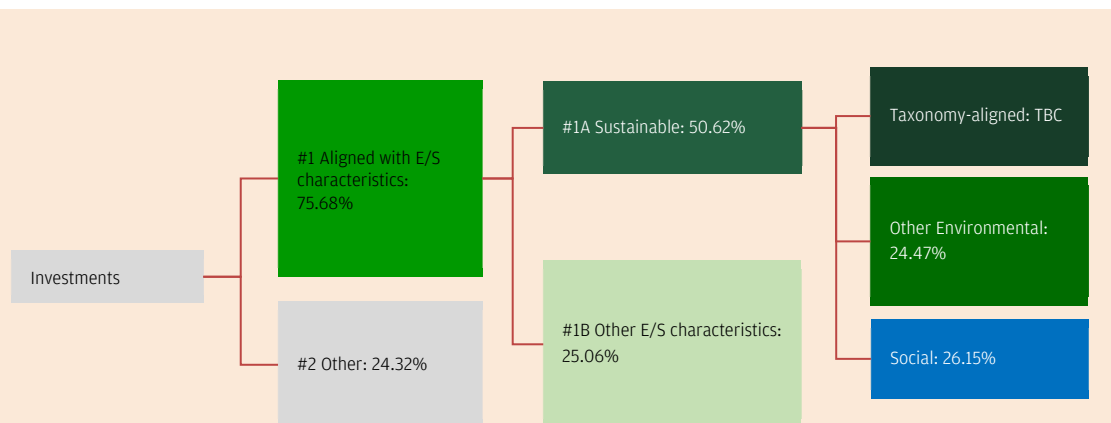 Investments
#1 Aligned with E/S
characteristics:
75.68%
#2 Other: 24.32%
#1A Sustainable: 50.62%
#1B Other E/S characteristics:
25.06%
Taxonomy-aligned: TBC
Other Environmental:
24.47%
Social: 26.15%